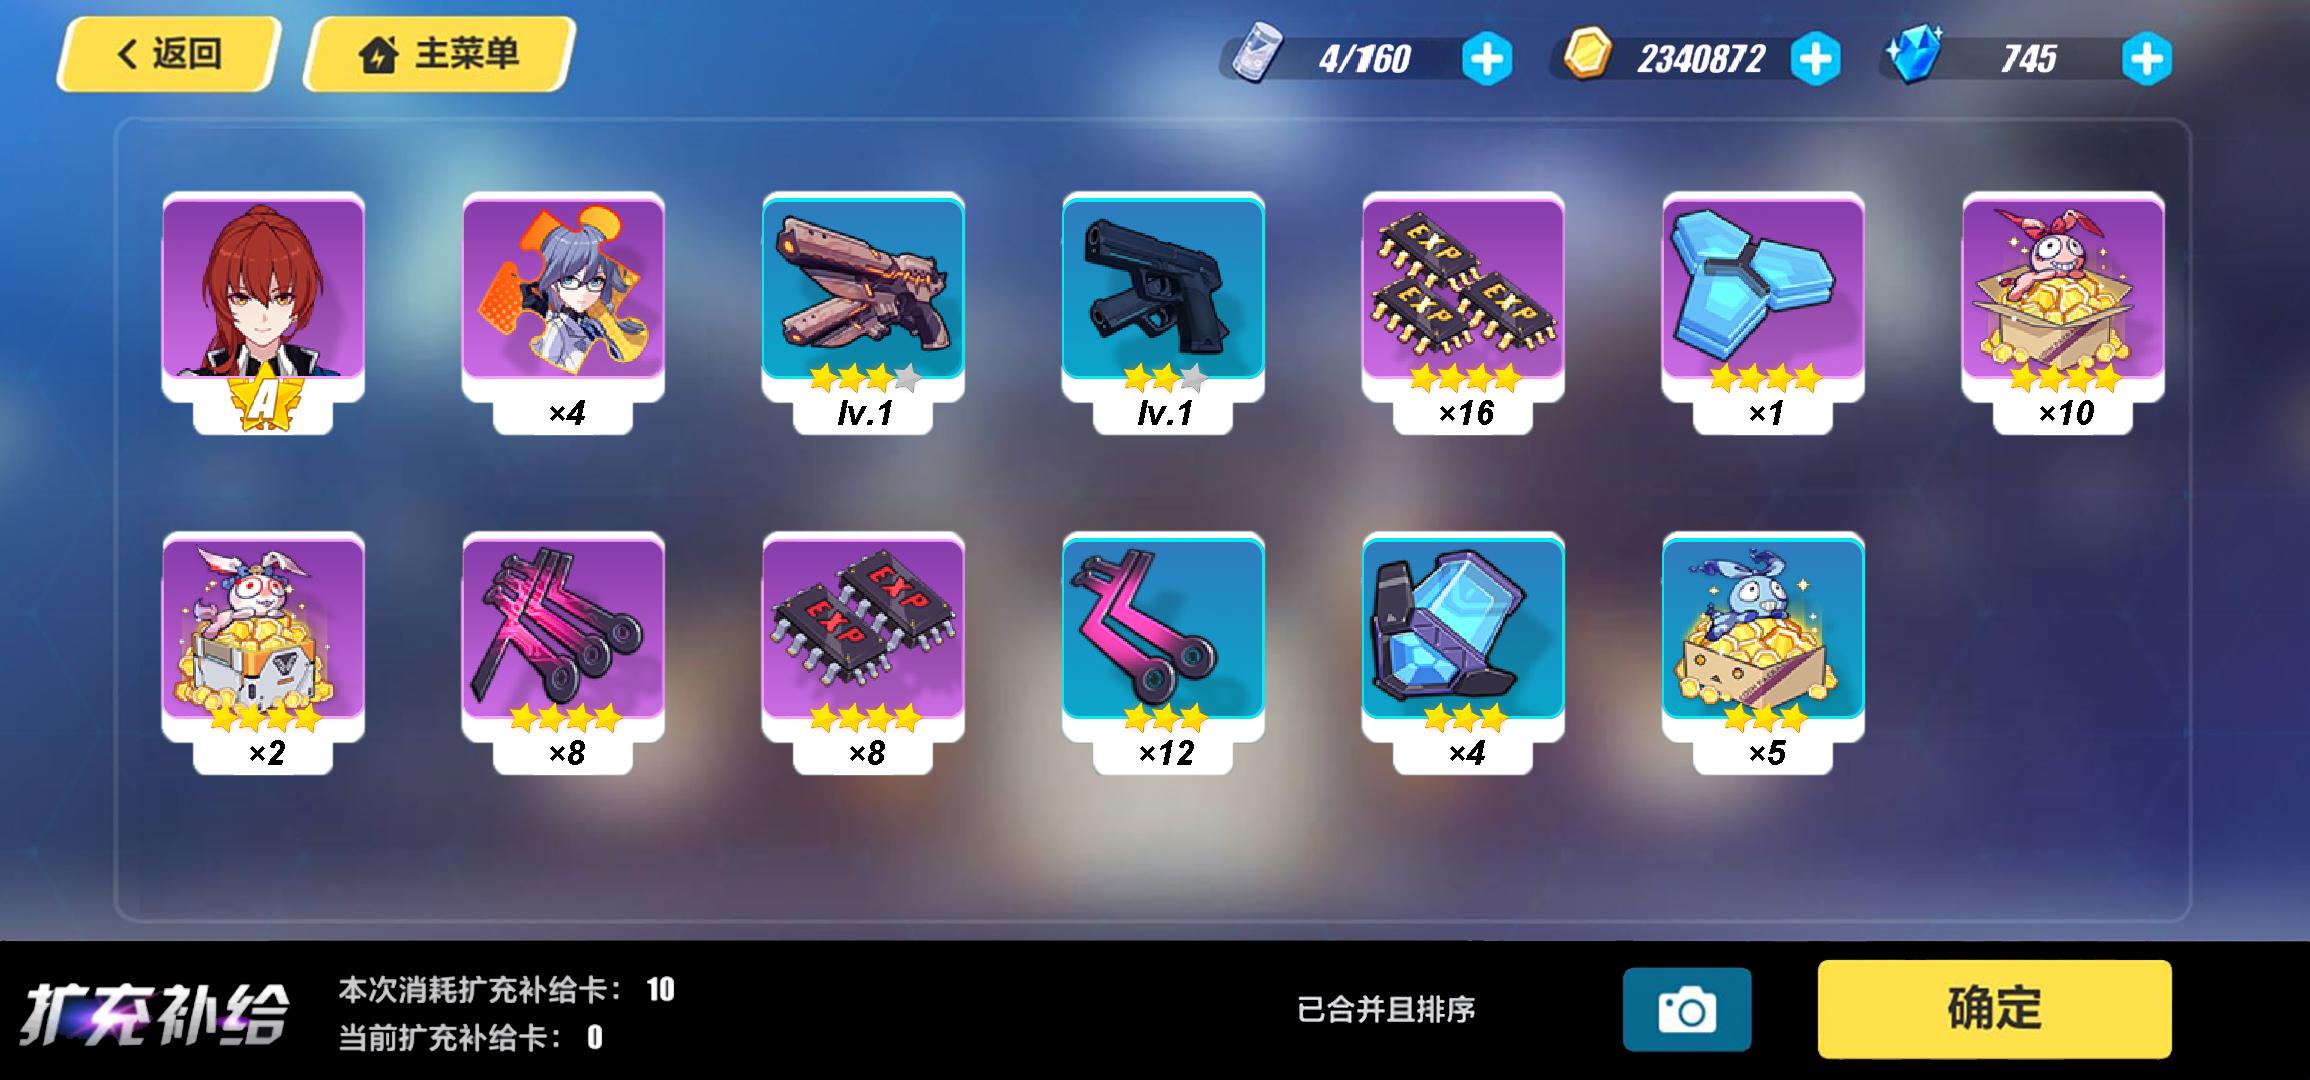 返回
主菜单
4/160
2340872
745
A
×4
lv.1
lv.1
EXP
EXP
EXP
×16
×1
×10
×2
×8
EXP
EXP
×8
×12
×4
×5
扩充补给
本次消耗扩充补给卡: 10
当前扩充补给卡: 0
已合并且排序
确定